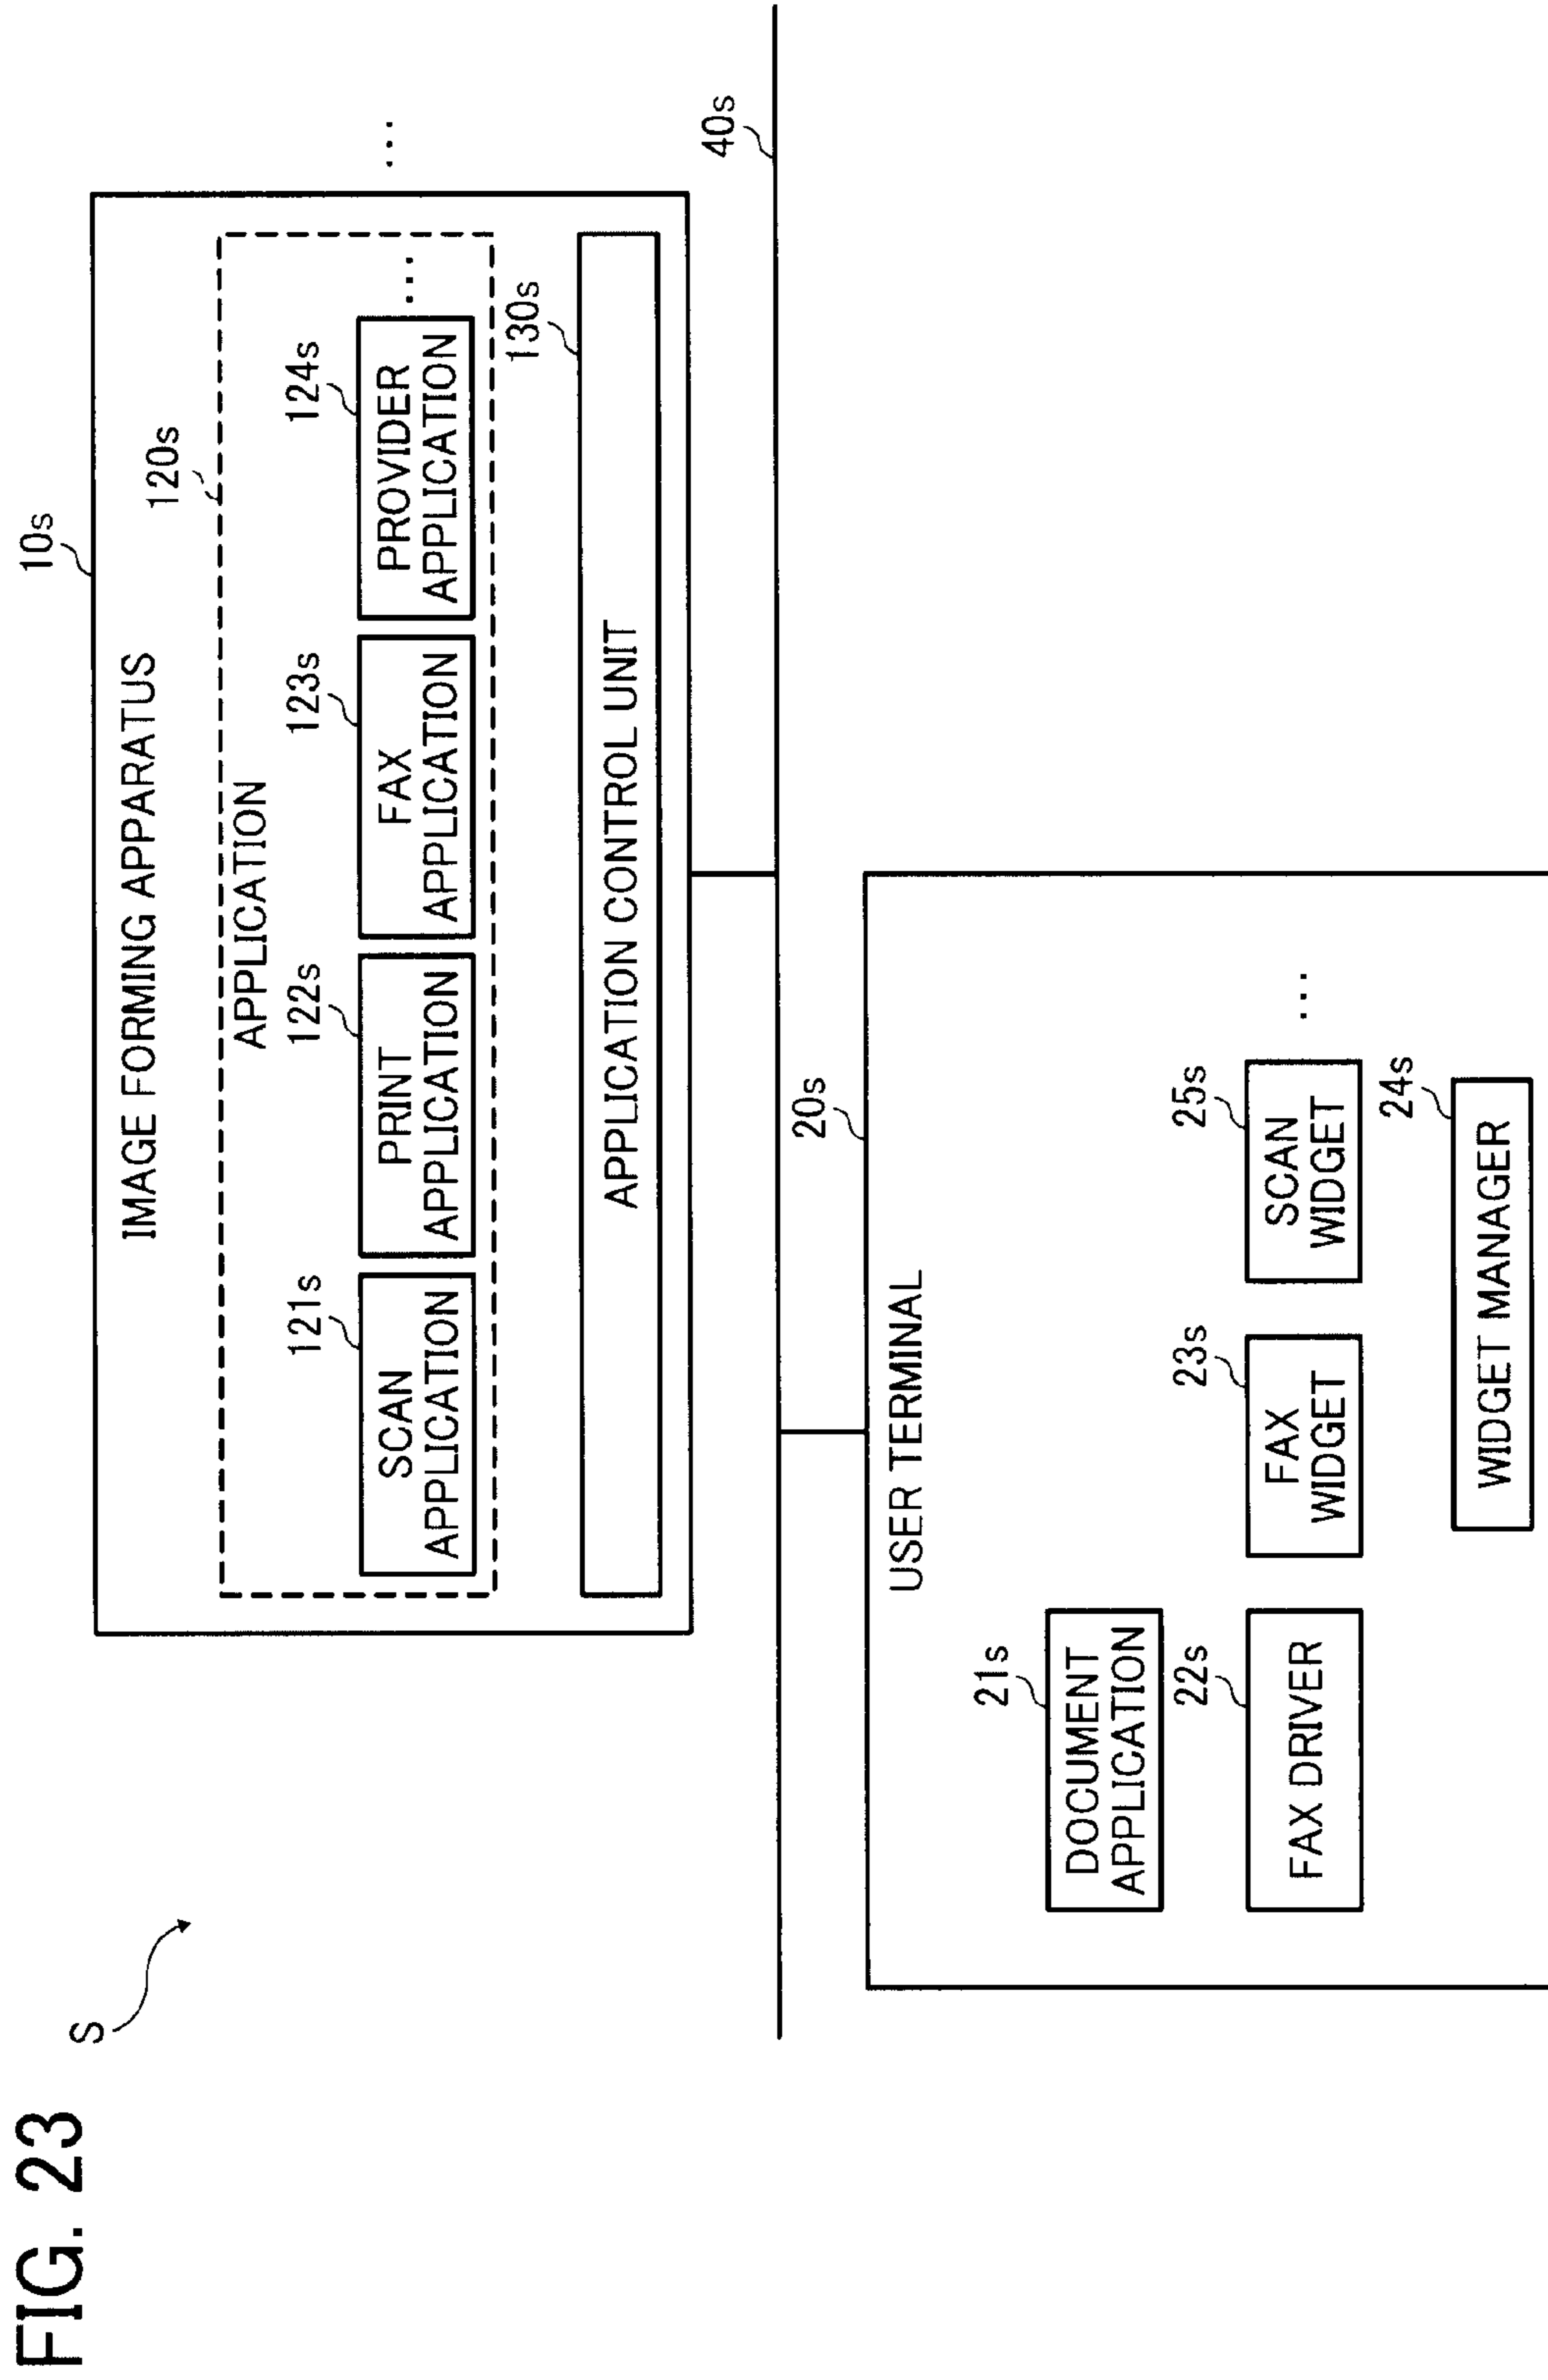 FIG. 23
S
10s
IMAGE FORMING APPARATUS
120s
APPLICATION
121s
122s
123s
124s
SCAN
APPLICATION
PRINT
APPLICATION
FAX
APPLICATION
PROVIDER
APPLICATION
...
...
130s
APPLICATION CONTROL UNIT
40s
20s
USER TERMINAL
21s
DOCUMENT
APPLICATION
22s
23s
25s
FAX DRIVER
FAX
WIDGET
SCAN
WIDGET
...
24s
WIDGET MANAGER